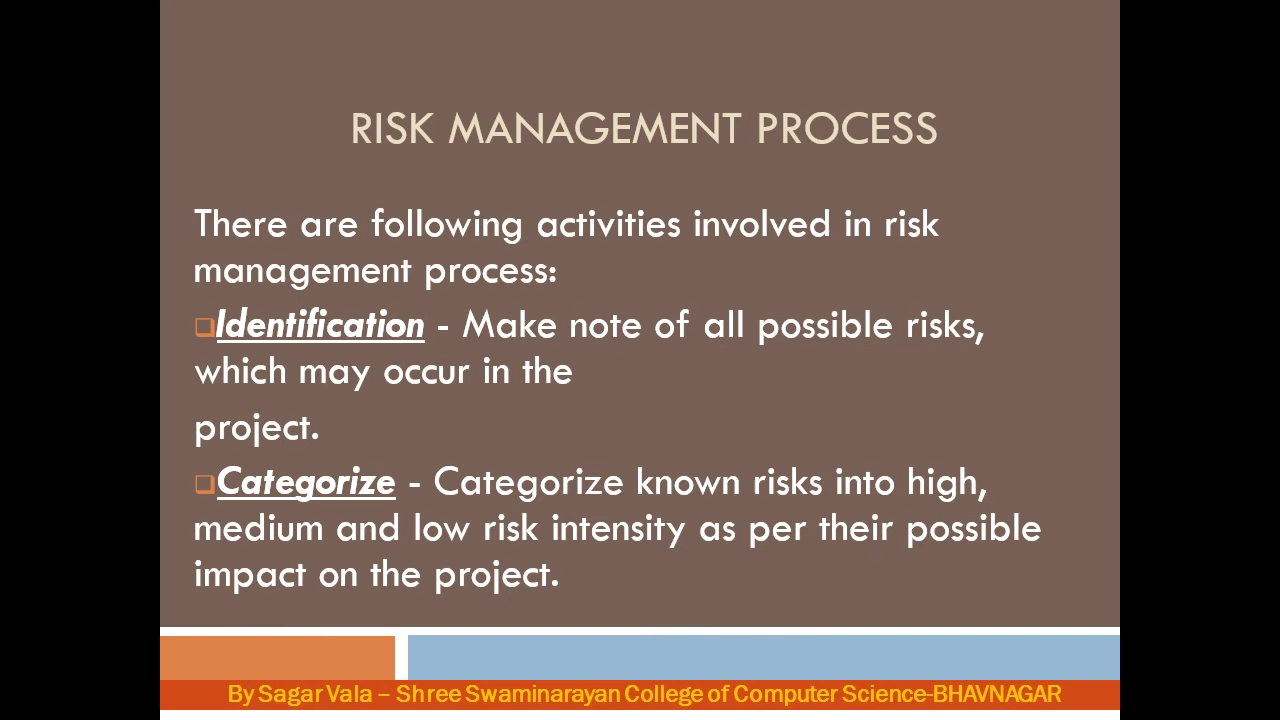 RISK MANAGEMENT PROCESS
There are following activities involved in risk
management process:
Identification - Make note of all possible risks,
which may occur in the
project.
Categorize - Categorize known risks into high,
medium and low risk intensity as per their possible
impact on the project.
By Sagar Vala – Shree Swaminarayan College of Computer Science-BHAVNAGAR